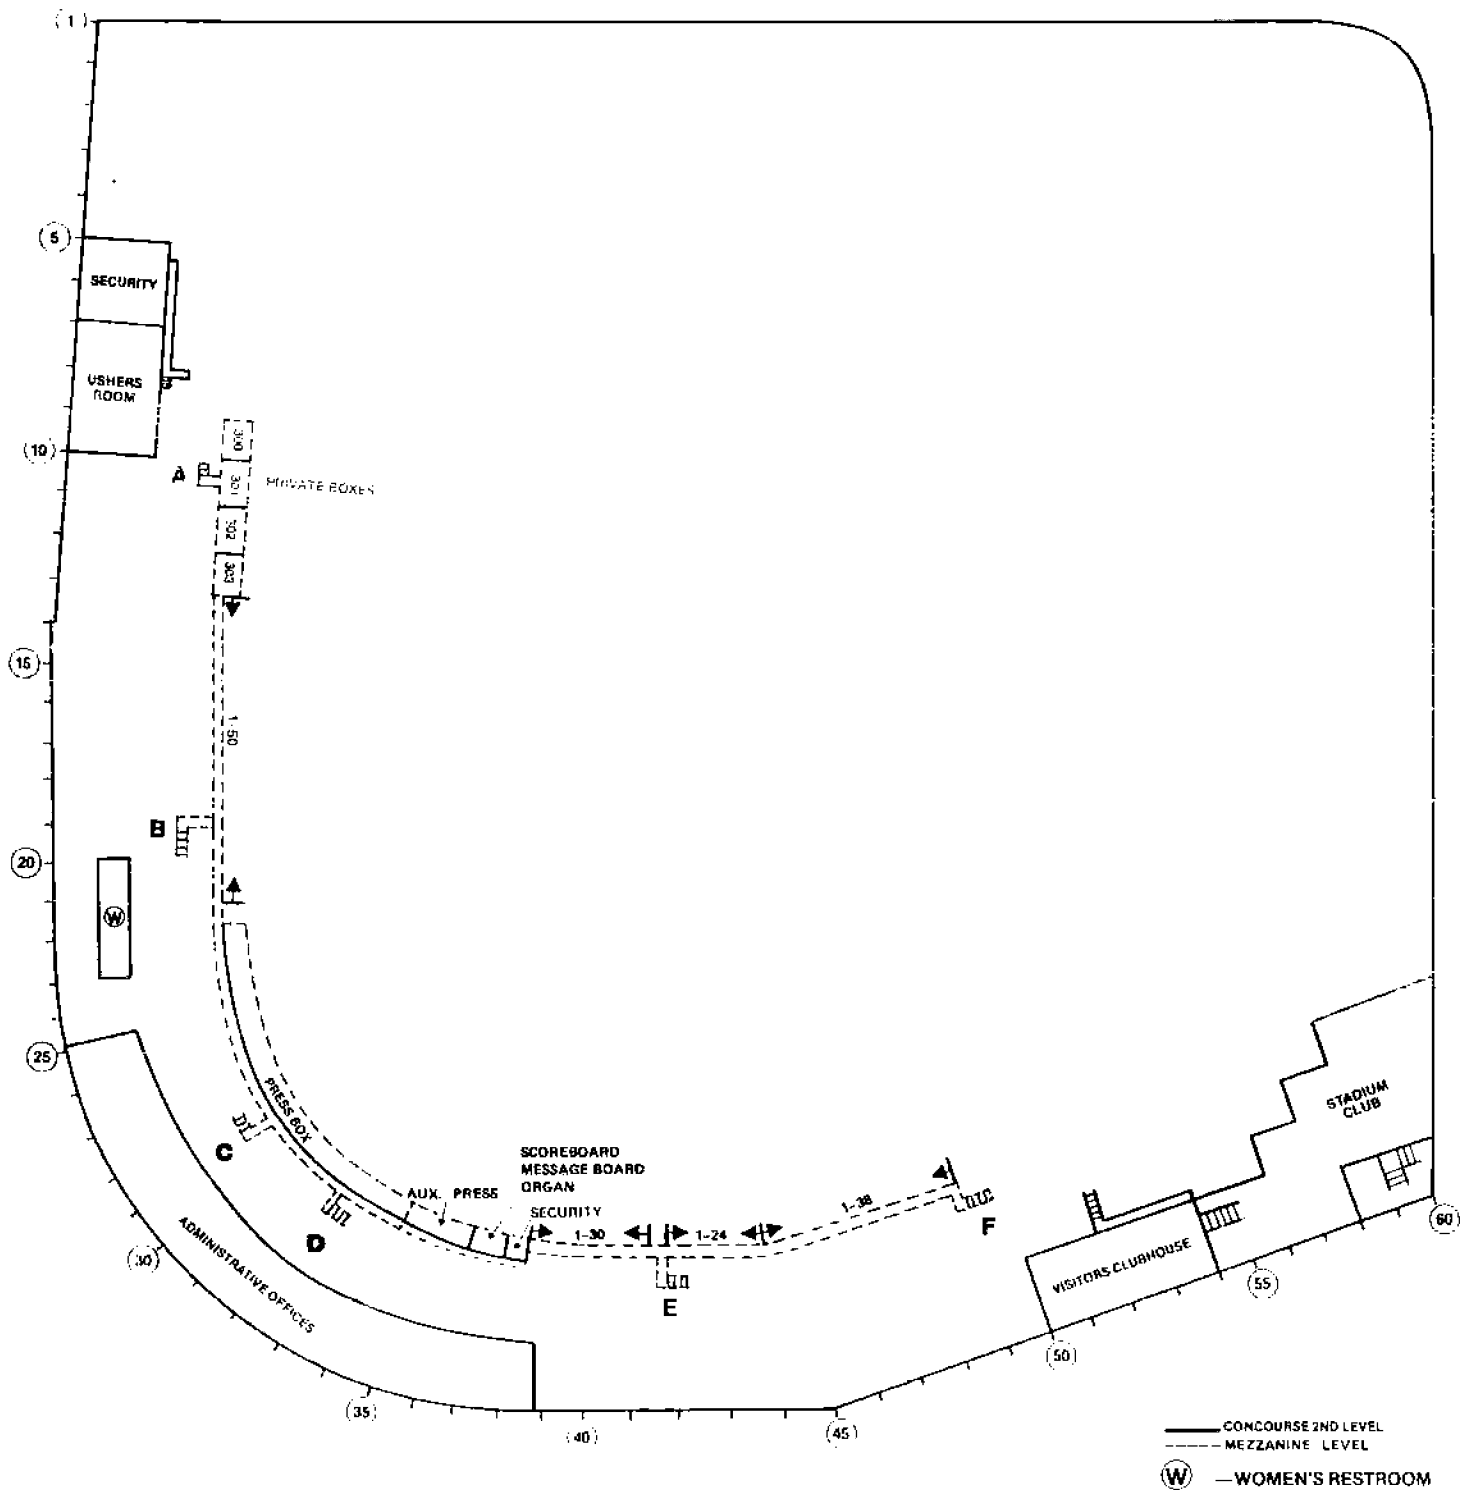 (1)
(5)
SECURITY
USHERS
ROOM
(10)
A
300
301
302
303
PRIVATE BOXES
(15)
1-50
B
(20)
W
(25)
PRESS BOX
C
D
AUX. PRESS
SCOREBOARD
MESSAGE BOARD
ORGAN
SECURITY
1-30
1-24
1-38
E
F
ADMINISTRATIVE OFFICES
(30)
(35)
(40)
(45)
(50)
(55)
(60)
VISITORS CLUBHOUSE
STADIUM
CLUB
CONCOURSE 2ND LEVEL
MEZZANINE LEVEL
W —WOMEN'S RESTROOM